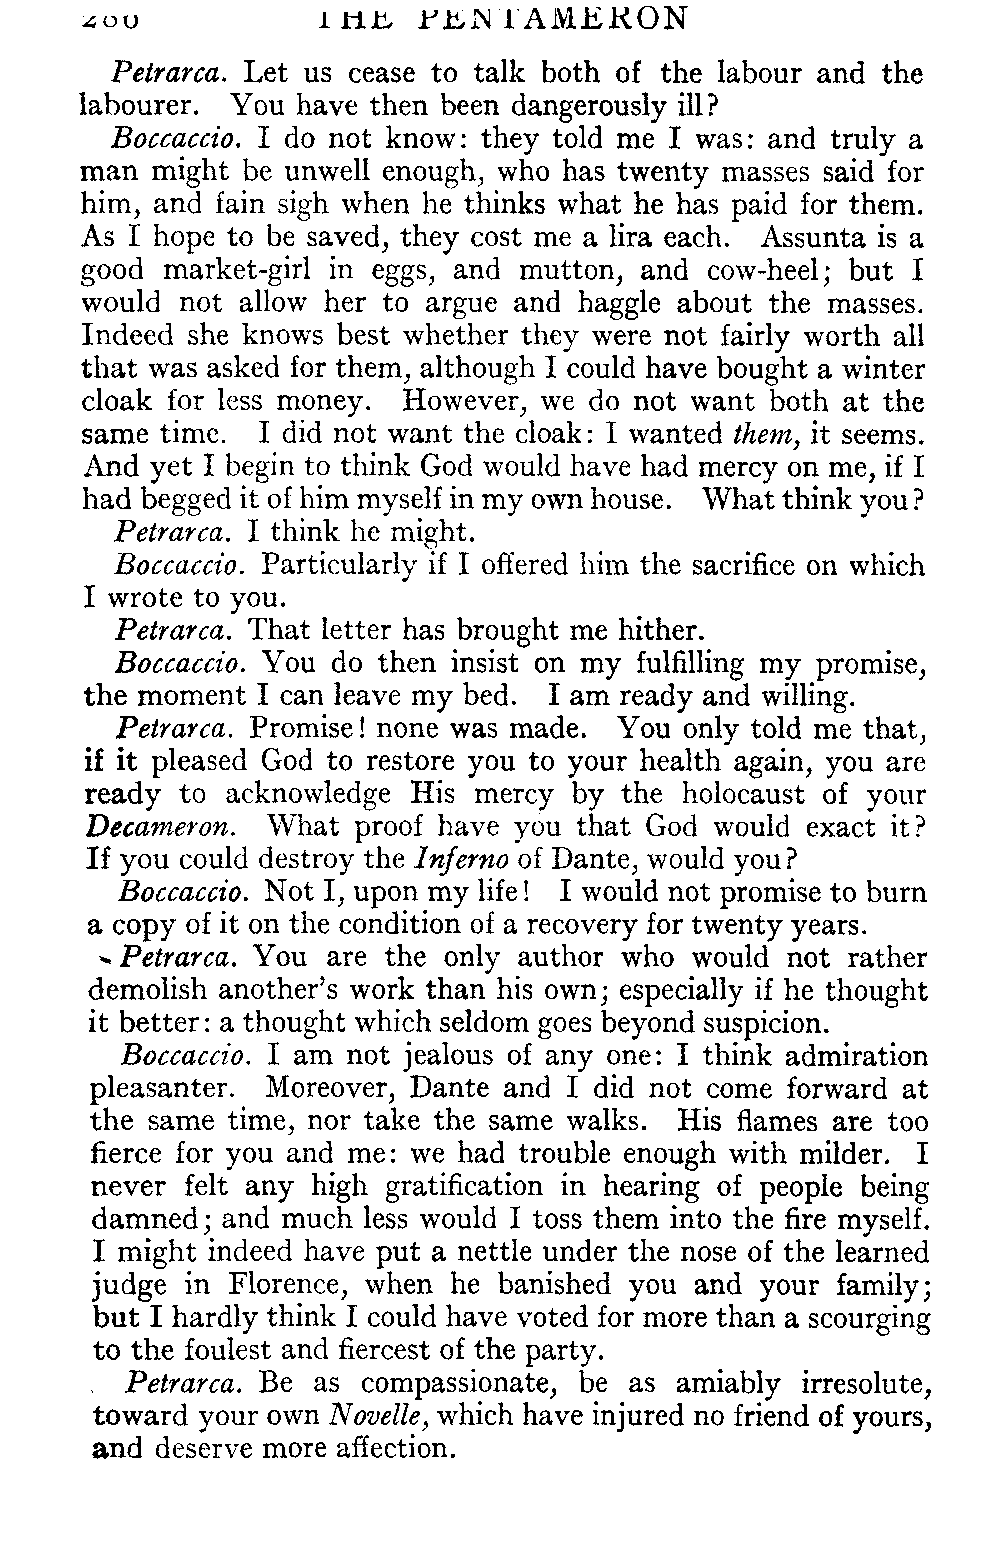 THE PENTAMERON
Petrarca. Let us cease to talk both of the labour and the
labourer. You have then been dangerously ill?
Boccaccio. I do not know: they told me I was: and truly a
man might be unwell enough, who has twenty masses said for
him, and fain sigh when he thinks what he has paid for them.
As I hope to be saved, they cost me a lira each. Assunta is a
good market-girl in eggs, and mutton, and cow-heel; but I
would not allow her to argue and haggle about the masses.
Indeed she knows best whether they were not fairly worth all
that was asked for them, although I could have bought a winter
cloak for less money. However, we do not want both at the
same time. I did not want the cloak: I wanted them, it seems.
And yet I begin to think God would have had mercy on me, if I
had begged it of him myself in my own house. What think you?
Petrarca. I think he might.
Boccaccio. Particularly if I offered him the sacrifice on which
I wrote to you.
Petrarca. That letter has brought me hither.
Boccaccio. You do then insist on my fulfilling my promise,
the moment I can leave my bed. I am ready and willing.
Petrarca. Promise! none was made. You only told me that,
if it pleased God to restore you to your health again, you are
ready to acknowledge His mercy by the holocaust of your
Decameron. What proof have you that God would exact it?
If you could destroy the Inferno of Dante, would you?
Boccaccio. Not I, upon my life! I would not promise to burn
a copy of it on the condition of a recovery for twenty years.
Petrarca. You are the only author who would not rather
demolish another's work than his own; especially if he thought
it better: a thought which seldom goes beyond suspicion.
Boccaccio. I am not jealous of any one: I think admiration
pleasanter. Moreover, Dante and I did not come forward at
the same time, nor take the same walks. His flames are too
fierce for you and me: we had trouble enough with milder. I
never felt any high gratification in hearing of people being
damned; and much less would I toss them into the fire myself.
I might indeed have put a nettle under the nose of the learned
judge in Florence, when he banished you and your family;
but I hardly think I could have voted for more than a scourging
to the foulest and fiercest of the party.
Petrarca. Be as compassionate, be as amiably irresolute,
toward your own Novelle, which have injured no friend of yours,
and deserve more affection.